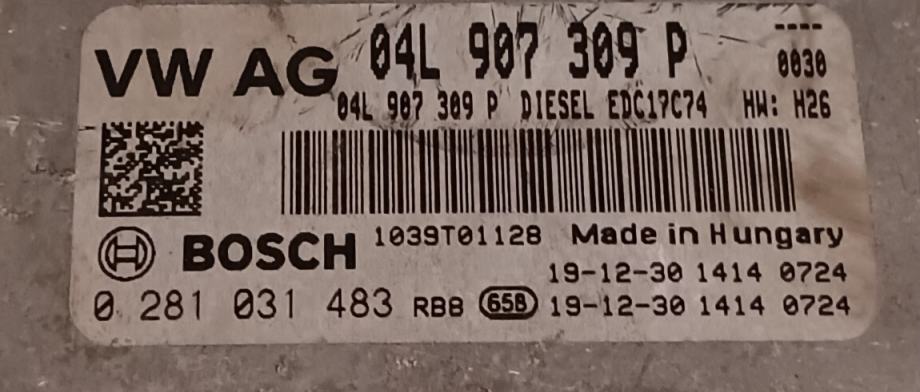 VW AG 04L 907 309 P ----
0030
04L 907 309 P DIESEL EDC17C74 HW: H26
BOSCH 1039T01128 Made in Hungary
19-12-30 1414 0724
0 281 031 483 RBB 65B 19-12-30 1414 0724